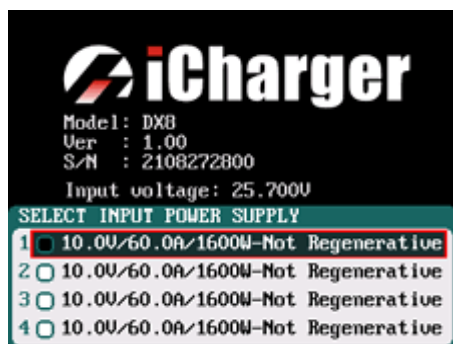 iCharger
Model: DX8
Ver : 1.00
S/N : 2108272800
Input voltage: 25.700V
SELECT INPUT POWER SUPPLY
1 10.0V/60.0A/1600W-Not Regenerative
2 10.0V/60.0A/1600W-Not Regenerative
3 10.0V/60.0A/1600W-Not Regenerative
4 10.0V/60.0A/1600W-Not Regenerative